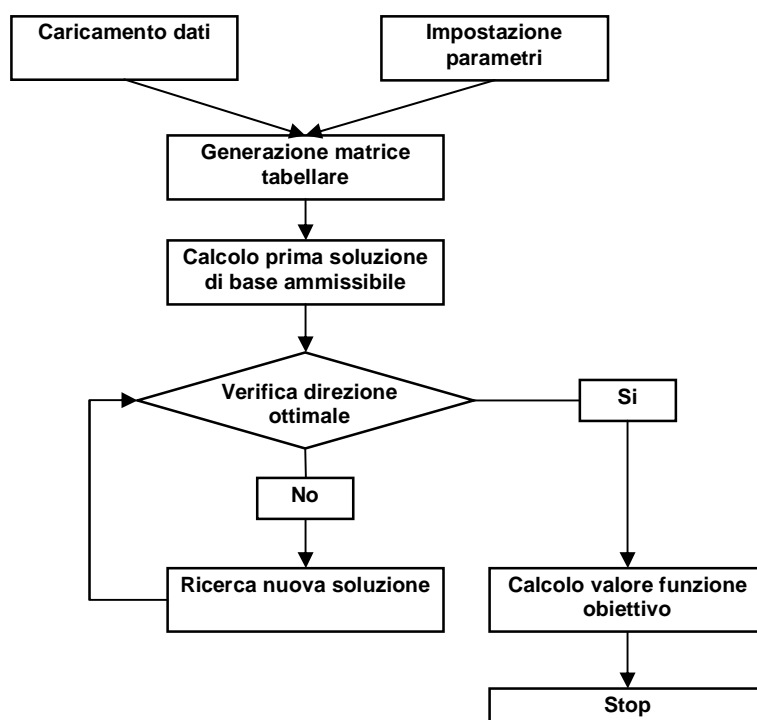 Caricamento dati
Impostazione
parametri
Generazione matrice
tabellare
Calcolo prima soluzione
di base ammissibile
Verifica direzione
ottimale
Si
No
Ricerca nuova soluzione
Calcolo valore funzione
obiettivo
Stop